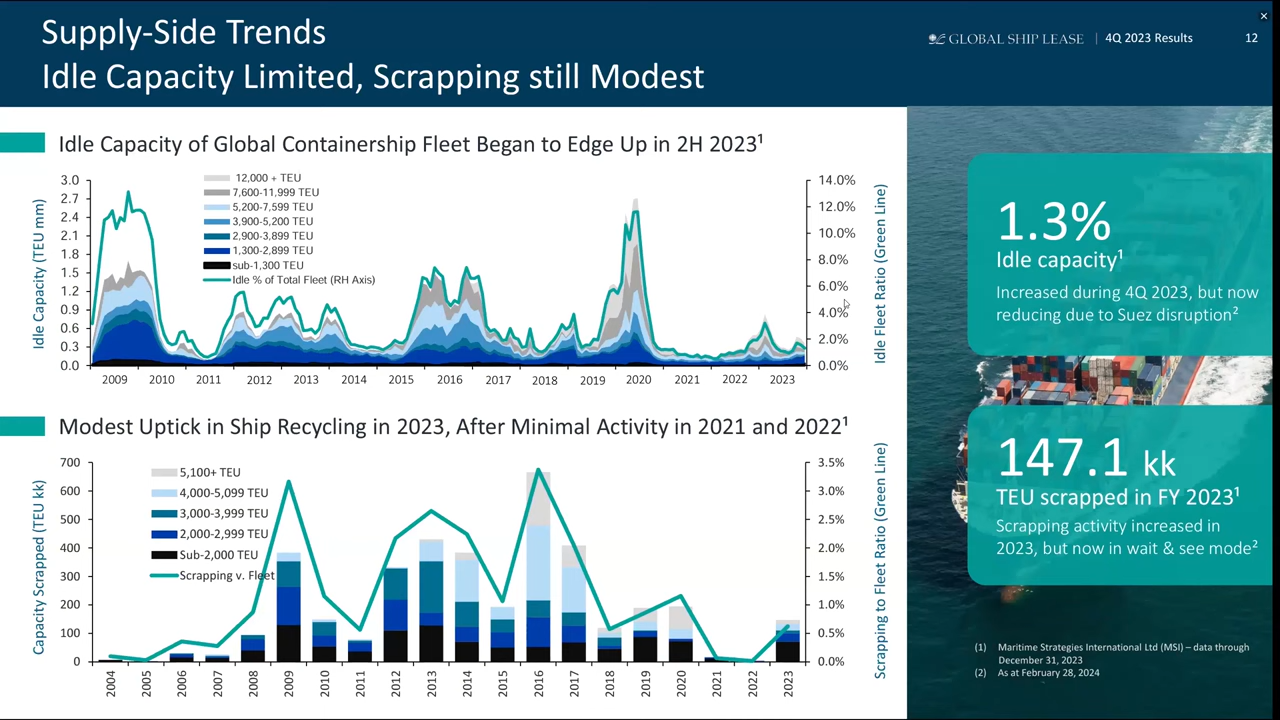 Supply-Side Trends
Idle Capacity Limited, Scrapping still Modest
GLOBAL SHIP LEASE | 4Q 2023 Results 12
Idle Capacity of Global Containership Fleet Began to Edge Up in 2H 2023¹
Idle Capacity (TEU mm)
3.0
2.7
2.4
2.1
1.8
1.5
1.2
0.9
0.6
0.3
0.0
12,000 + TEU
7,600-11,999 TEU
5,200-7,599 TEU
3,900-5,200 TEU
2,900-3,899 TEU
1,300-2,899 TEU
sub-1,300 TEU
Idle % of Total Fleet (RH Axis)
14.0%
12.0%
10.0%
8.0%
6.0%
4.0%
2.0%
0.0%
Idle Fleet Ratio (Green Line)
2009 2010 2011 2012 2013 2014 2015 2016 2017 2018 2019 2020 2021 2022 2023
Modest Uptick in Ship Recycling in 2023, After Minimal Activity in 2021 and 2022¹
Capacity Scrapped (TEU kk)
700
600
500
400
300
200
100
0
5,100+ TEU
4,000-5,099 TEU
3,000-3,999 TEU
2,000-2,999 TEU
Sub-2,000 TEU
Scrapping v. Fleet
3.5%
3.0%
2.5%
2.0%
1.5%
1.0%
0.5%
0.0%
Scrapping to Fleet Ratio (Green Line)
2004 2005 2006 2007 2008 2009 2010 2011 2012 2013 2014 2015 2016 2017 2018 2019 2020 2021 2022 2023
1.3%
Idle capacity¹
Increased during 4Q 2023, but now
reducing due to Suez disruption²
147.1 kk
TEU scrapped in FY 2023¹
Scrapping activity increased in
2023, but now in wait & see mode²
(1) Maritime Strategies International Ltd (MSI) – data through
December 31, 2023
(2) As at February 28, 2024